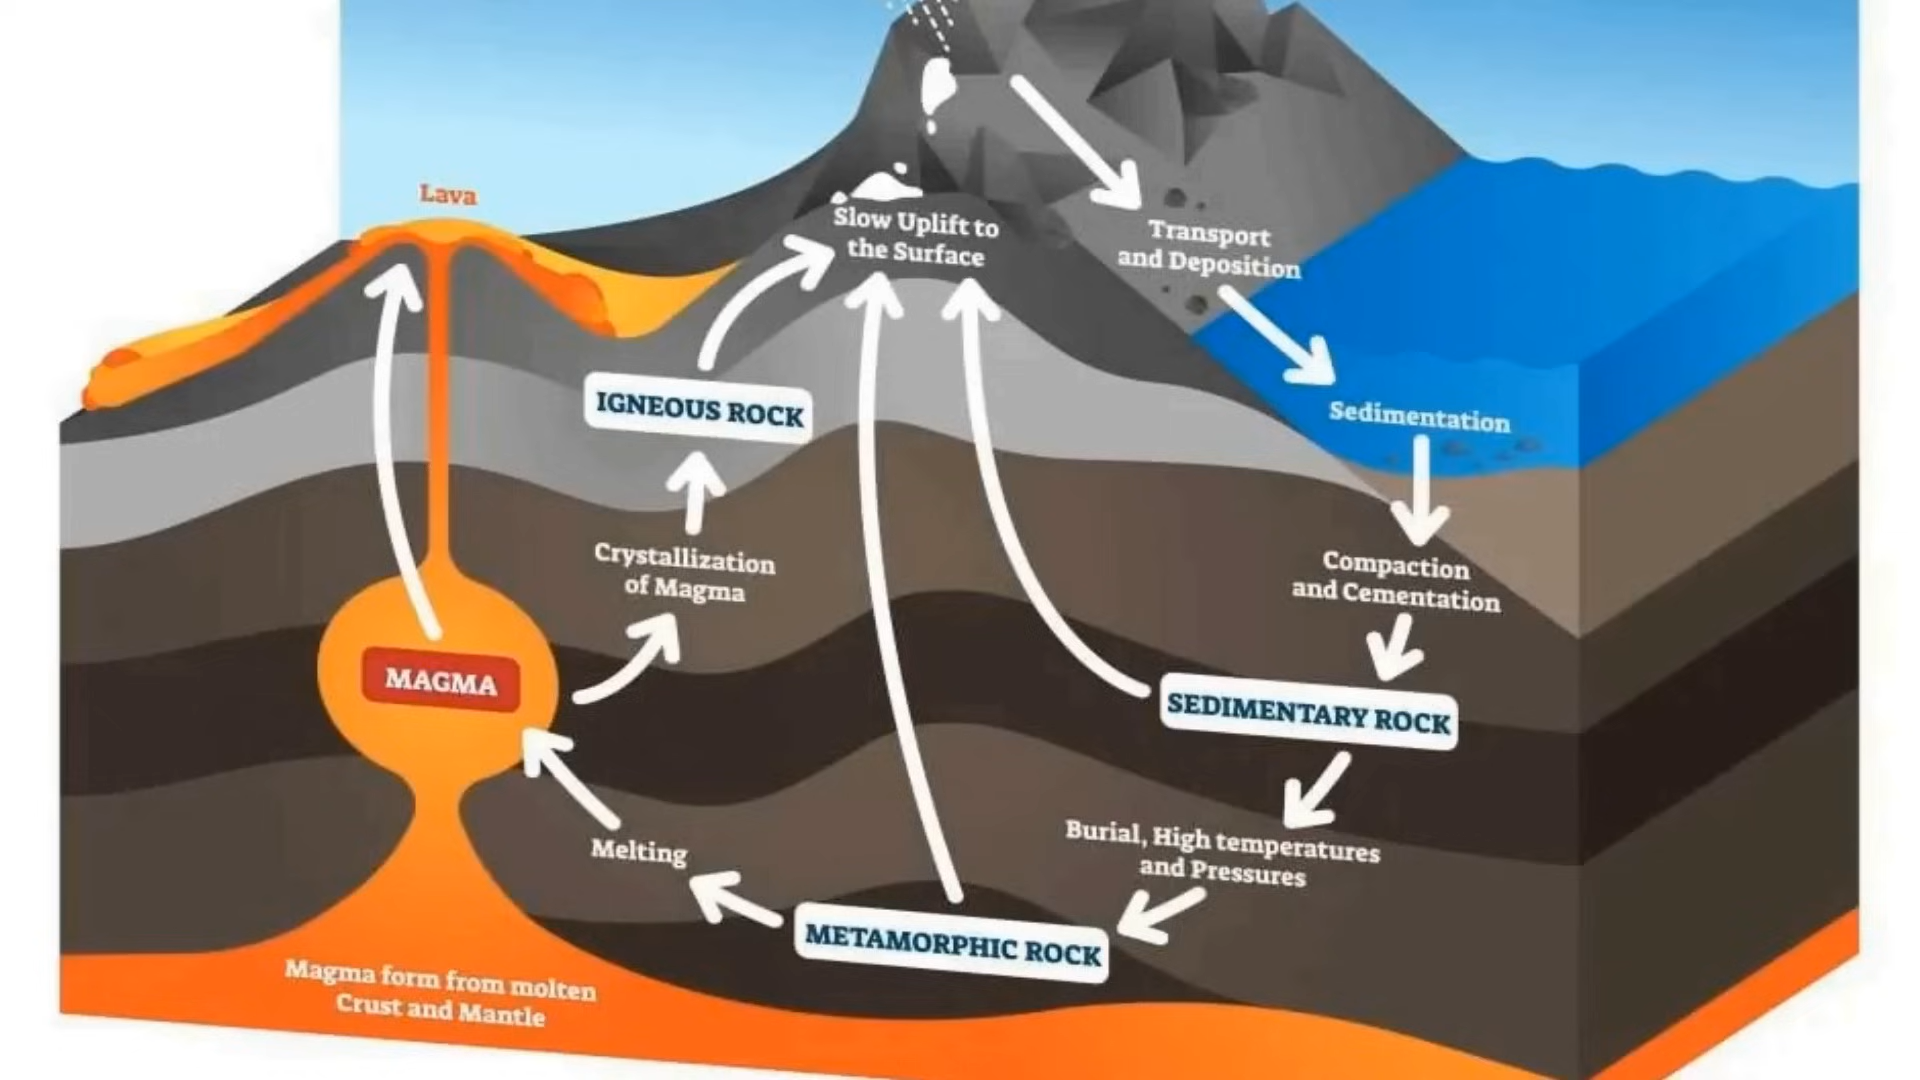 Lava
Slow Uplift to
the Surface
Transport
and Deposition
IGNEOUS ROCK
Sedimentation
Crystallization
of Magma
Compaction
and Cementation
MAGMA
SEDIMENTARY ROCK
Melting
Burial, High temperatures
and Pressures
METAMORPHIC ROCK
Magma form from molten
Crust and Mantle